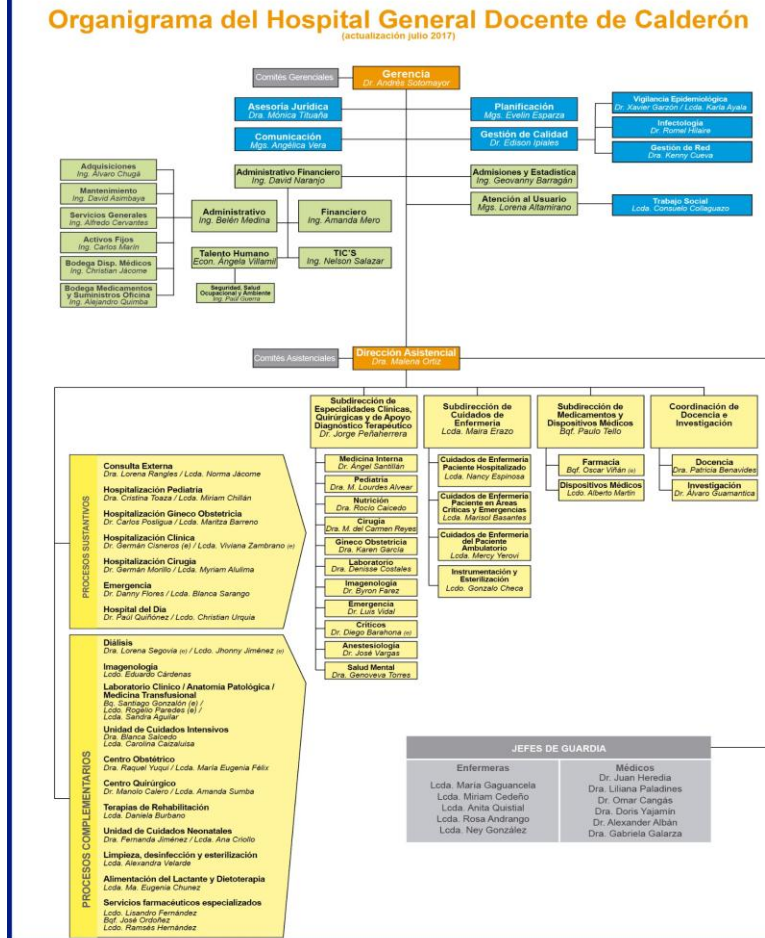 Organigrama del Hospital General Docente de Calderón
(actualización julio 2017)
Comités Gerenciales
Gerencia
Dr. Andrés Sotomayor
Asesoría Jurídica
Dra. Mónica Tituaña
Planificación
Mgs. Evelin Esparza
Comunicación
Mgs. Angélica Vera
Gestión de Calidad
Dr. Edison Ipiales
Vigilancia Epidemiológica
Dr. Xavier Garzón / Lcda. Karla Ayala
Infectología
Dr. Romel Hilaire
Gestión de Red
Dra. Kenny Cueva
Adquisiciones
Ing. Álvaro Chugá
Mantenimiento
Ing. David Asimbaya
Servicios Generales
Ing. Alfredo Cervantes
Activos Fijos
Ing. Carlos Marín
Bodega Disp. Médicos
Ing. Christian Jácome
Bodega Medicamentos
y Suministros Oficina
Ing. Alejandro Quimba
Administrativo Financiero
Ing. David Naranjo
Administrativo
Ing. Belén Medina
Financiero
Ing. Amanda Mero
Talento Humano
Econ. Ángela Villamil
TIC'S
Ing. Nelson Salazar
Seguridad, Salud
Ocupacional y Ambiente
Ing. Paúl Guerra
Admisiones y Estadística
Ing. Geovanny Barragán
Atención al Usuario
Mgs. Lorena Altamirano
Trabajo Social
Lcda. Consuelo Collaguazo
Comités Asistenciales
Dirección Asistencial
Dra. Malena Ortiz
PROCESOS SUSTANTIVOS
Consulta Externa
Dra. Lorena Rangles / Lcda. Norma Jácome
Hospitalización Pediatría
Dra. Cristina Toaza / Lcda. Miriam Chillán
Hospitalización Gineco Obstetricia
Dr. Carlos Posligua / Lcda. Maritza Barreno
Hospitalización Clínica
Dr. Germán Cisneros (e) / Lcda. Viviana Zambrano (e)
Hospitalización Cirugía
Dr. Germán Morillo / Lcda. Myriam Alulima
Emergencia
Dr. Danny Flores / Lcda. Blanca Sarango
Hospital del Día
Dr. Paúl Quiñónez / Lcdo. Christian Urquia
PROCESOS COMPLEMENTARIOS
Diálisis
Dra. Lorena Segovia (e) / Lcdo. Jhonny Jiménez (e)
Imagenología
Lcdo. Eduardo Cárdenas
Laboratorio Clínico / Anatomía Patológica /
Medicina Transfusional
Bq. Santiago Gonzalón (e) /
Lcdo. Rogelio Paredes (e) /
Lcda. Sandra Aguilar
Unidad de Cuidados Intensivos
Dra. Blanca Salcedo
Lcda. Carolina Caizaluisa
Centro Obstétrico
Dra. Raquel Yuqui / Lcda. María Eugenia Félix
Centro Quirúrgico
Dr. Manolo Calero / Lcda. Amanda Sumba
Terapias de Rehabilitación
Lcda. Daniela Burbano
Unidad de Cuidados Neonatales
Dra. Fernanda Jiménez / Lcda. Ana Criollo
Limpieza, desinfección y esterilización
Lcda. Alexandra Velarde
Alimentación del Lactante y Dietoterapia
Lcda. Ma. Eugenia Chunez
Servicios farmacéuticos especializados
Lcdo. Lisandro Fernández
Bqf. José Ordoñez
Lcdo. Ramsés Hernández
Subdirección de
Especialidades Clínicas,
Quirúrgicas y de Apoyo
Diagnóstico Terapéutico
Dr. Jorge Peñaherrera
Medicina Interna
Dr. Ángel Santillán
Pediatría
Dra. M. Lourdes Alvear
Nutrición
Dra. Rocío Caicedo
Cirugía
Dra. M. del Carmen Reyes
Gineco Obstetricia
Dra. Karen García
Laboratorio
Dra. Denisse Costales
Imagenología
Dr. Byron Farez
Emergencia
Dr. Luis Vidal
Críticos
Dr. Diego Barahona (e)
Anestesiología
Dr. José Vargas
Salud Mental
Dra. Genoveva Torres
Subdirección de
Cuidados de
Enfermería
Lcda. Maira Erazo
Cuidados de Enfermería
Paciente Hospitalizado
Lcda. Nancy Espinosa
Cuidados de Enfermería
Paciente en Áreas
Críticas y Emergencias
Lcda. Marisol Basantes
Cuidados de Enfermería
del Paciente
Ambulatorio
Lcda. Mercy Yerovi
Instrumentación y
Esterilización
Lcdo. Gonzalo Checa
Subdirección de
Medicamentos y
Dispositivos Médicos
Bqf. Paulo Tello
Farmacia
Bqf. Oscar Viñán (e)
Dispositivos Médicos
Lcdo. Alberto Martín
Coordinación de
Docencia e
Investigación
Docencia
Dra. Patricia Benavides
Investigación
Dr. Álvaro Guamantica
JEFES DE GUARDIA
Enfermeras
Lcda. María Gaguancela
Lcda. Miriam Cedeño
Lcda. Anita Quistial
Lcda. Rosa Andrango
Lcda. Ney González
Médicos
Dr. Juan Heredia
Dra. Liliana Paladines
Dr. Omar Cangás
Dra. Doris Yajamín
Dr. Alexander Albán
Dra. Gabriela Galarza